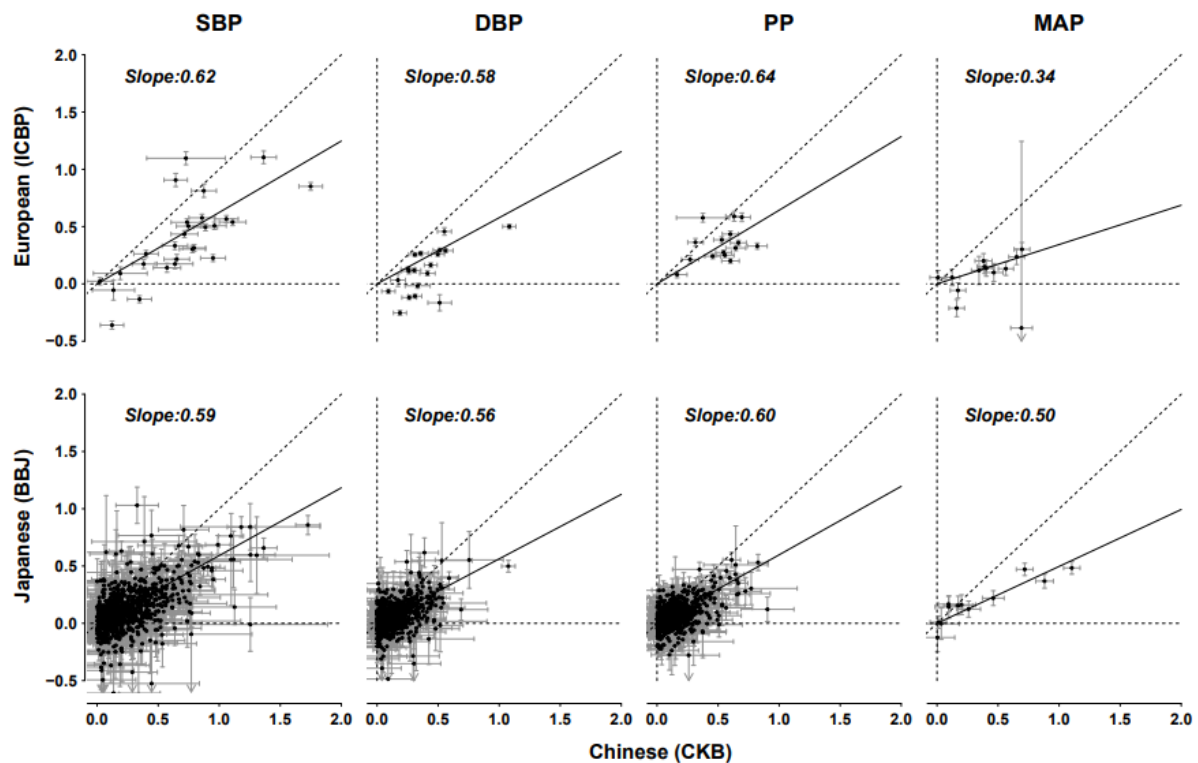 SBP DBP PP MAP
European (ICBP)
2.0
1.5
1.0
0.5
0.0
−0.5
Slope:0.62 Slope:0.58 Slope:0.64 Slope:0.34
Japanese (BBJ)
2.0
1.5
1.0
0.5
0.0
−0.5
Slope:0.59 Slope:0.56 Slope:0.60 Slope:0.50
0.0 0.5 1.0 1.5 2.0 0.0 0.5 1.0 1.5 2.0 0.0 0.5 1.0 1.5 2.0 0.0 0.5 1.0 1.5 2.0
Chinese (CKB)